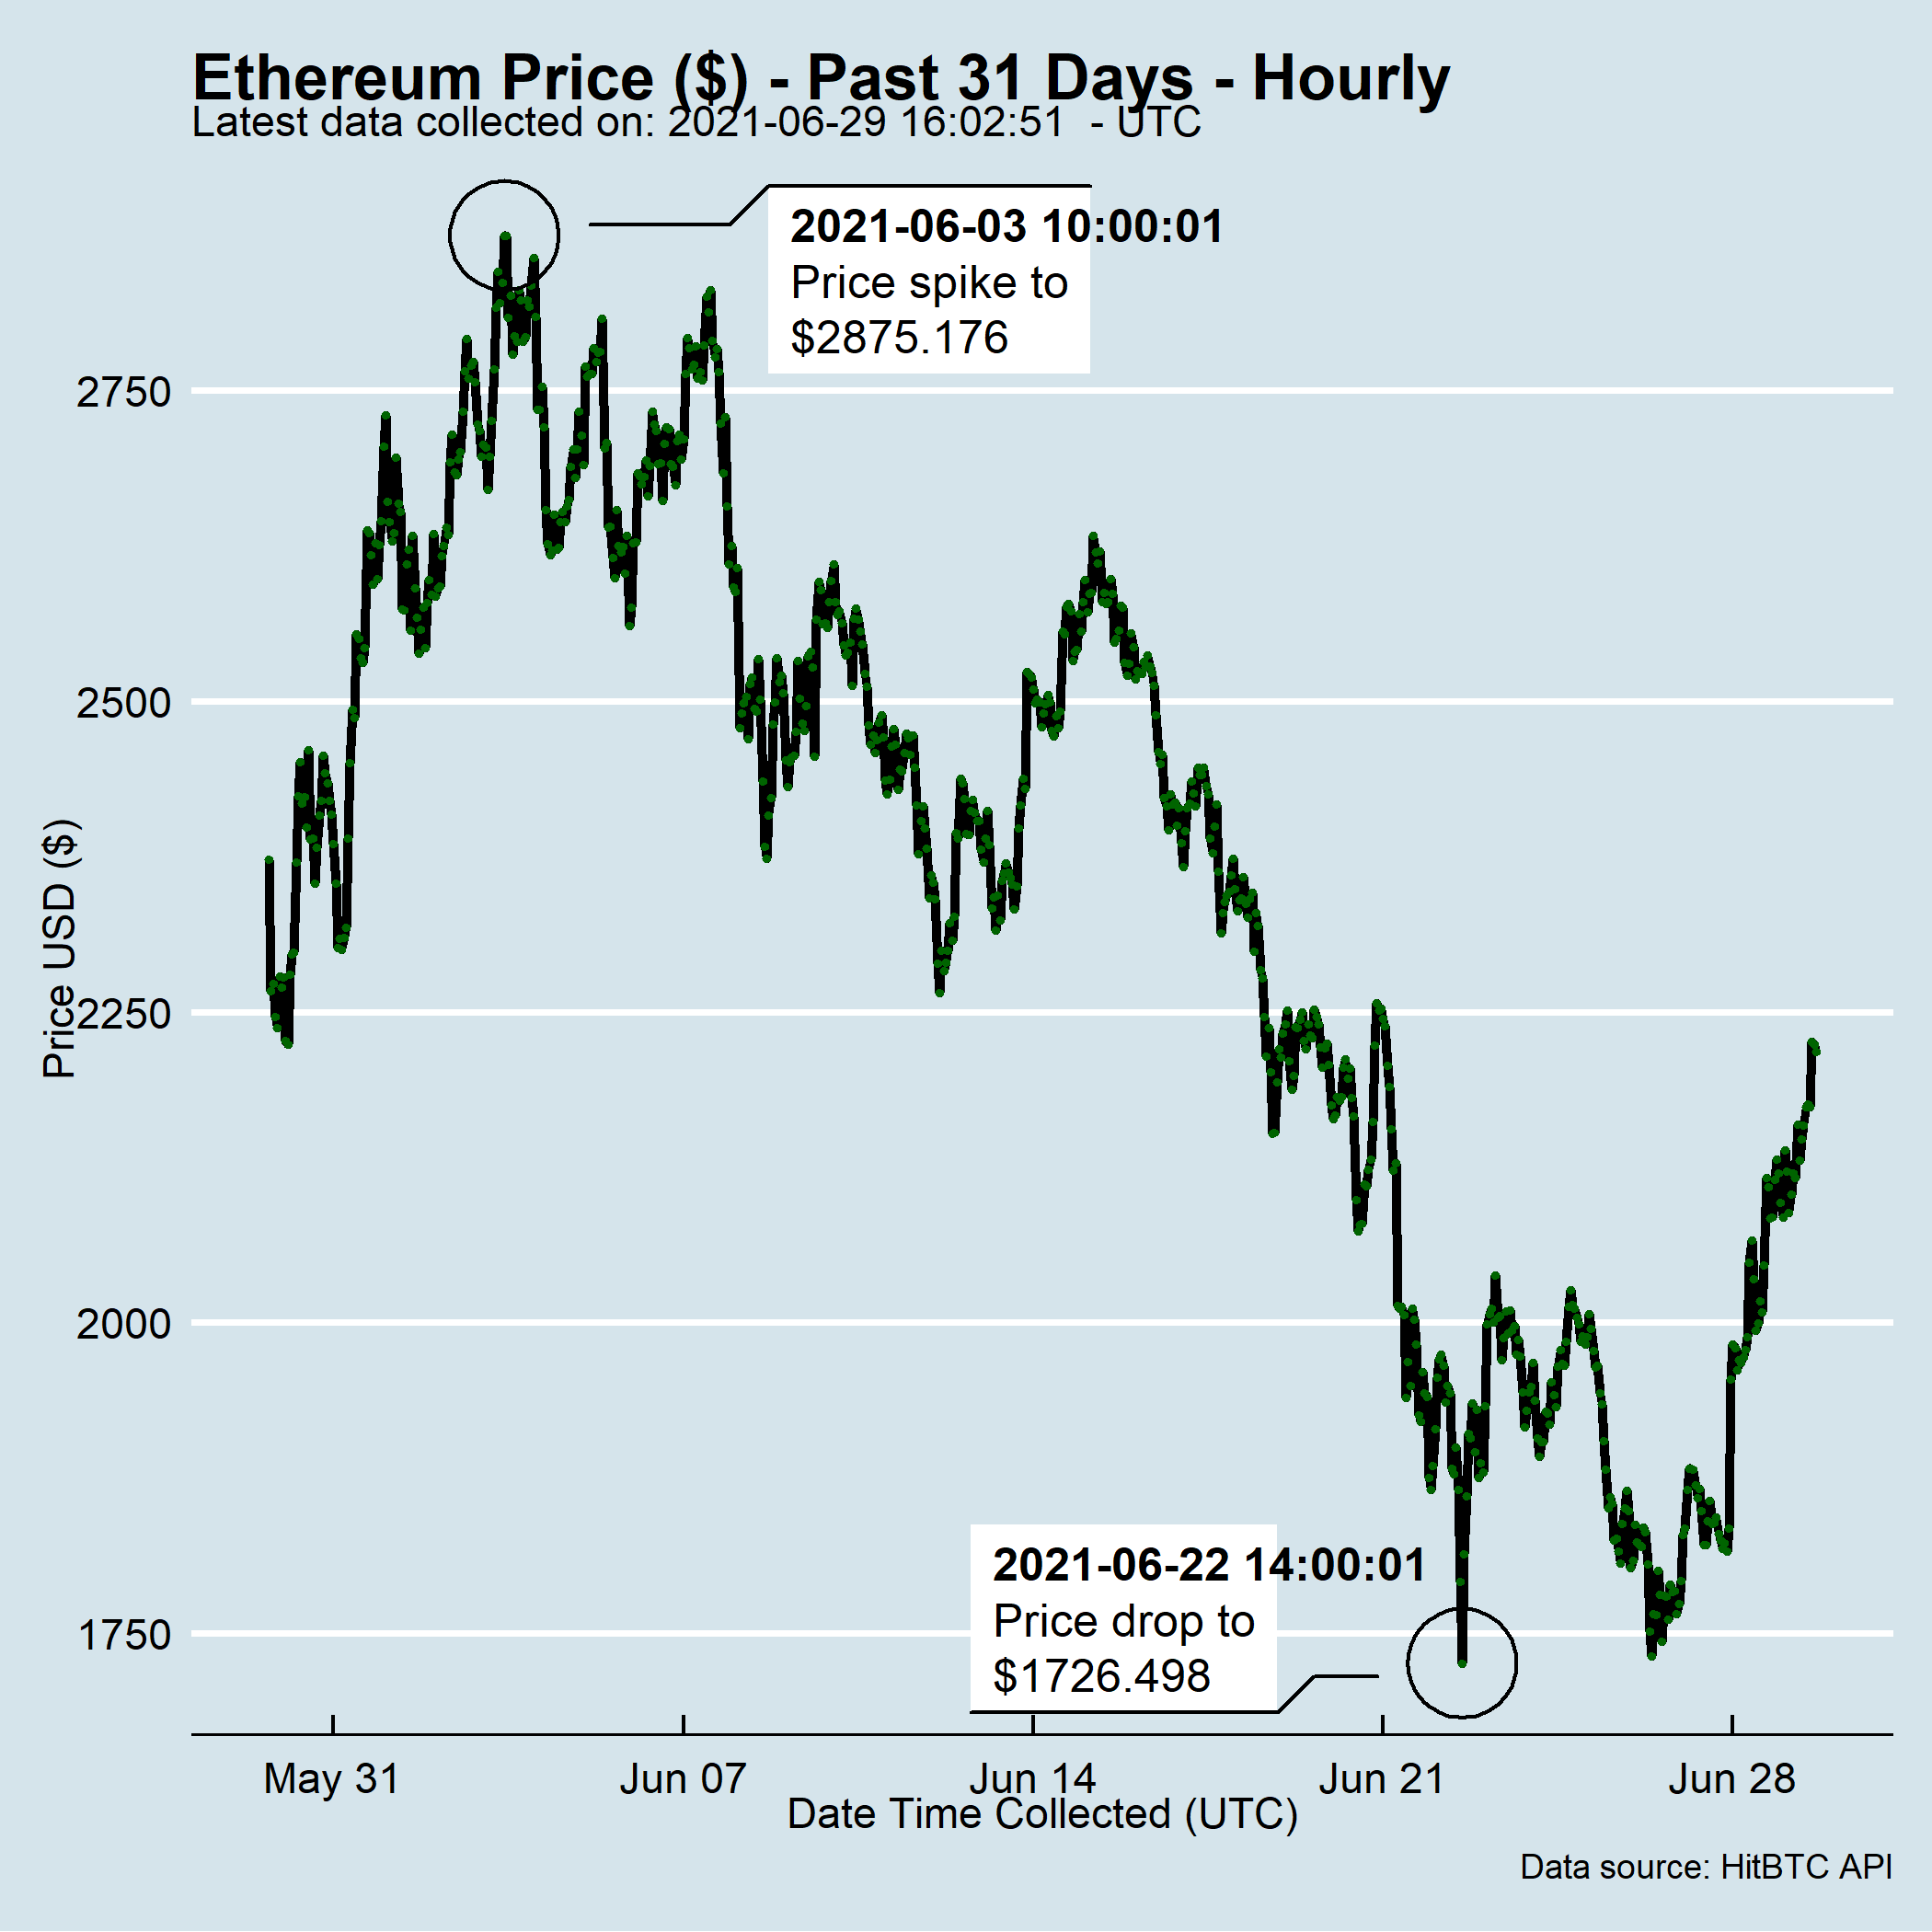 Ethereum Price ($) - Past 31 Days - Hourly
Latest data collected on: 2021-06-29 16:02:51  - UTC
2021-06-03 10:00:01
Price spike to
$2875.176
2750
2500
2250
2000
1750
Price USD ($)
2021-06-22 14:00:01
Price drop to
$1726.498
May 31
Jun 07
Jun 14
Jun 21
Jun 28
Date Time Collected (UTC)
Data source: HitBTC API